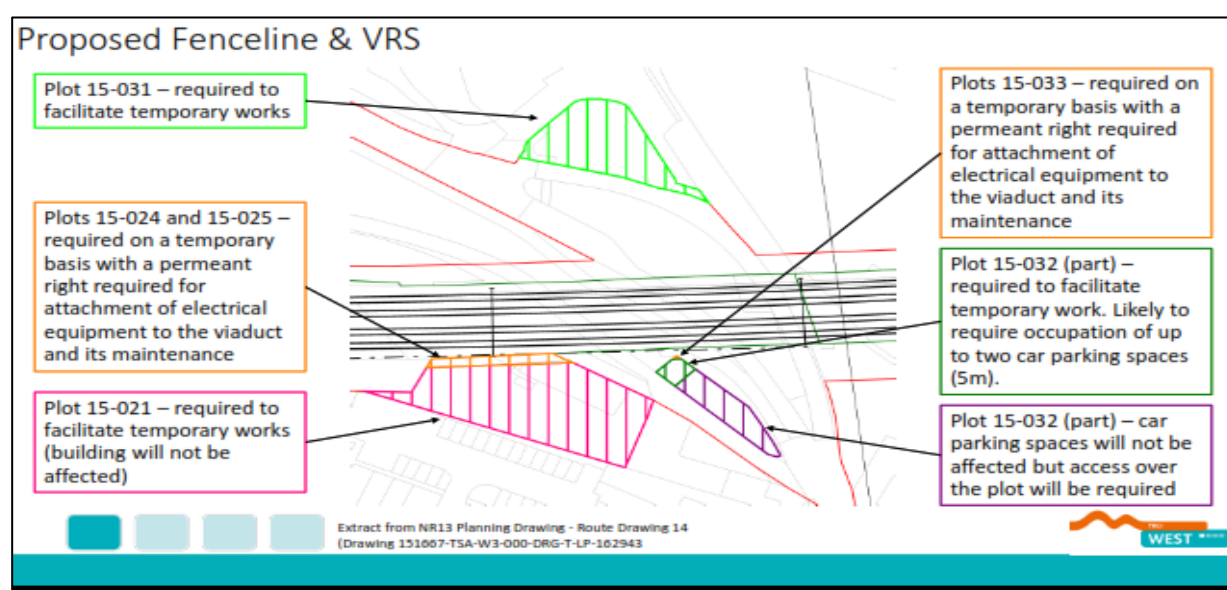 Proposed Fenceline & VRS
Plot 15-031 – required to
facilitate temporary works
Plots 15-024 and 15-025 –
required on a temporary
basis with a permeant
right required for
attachment of electrical
equipment to the viaduct
and its maintenance
Plot 15-021 – required to
facilitate temporary works
(building will not be
affected)
Plots 15-033 – required on
a temporary basis with a
permeant right required
for attachment of
electrical equipment to
the viaduct and its
maintenance
Plot 15-032 (part) –
required to facilitate
temporary work. Likely to
require occupation of up
to two car parking spaces
(5m).
Plot 15-032 (part) – car
parking spaces will not be
affected but access over
the plot will be required
Extract from NR13 Planning Drawing - Route Drawing 14
(Drawing 151667-TSA-W3-000-DRG-T-LP-162943
TRU
WEST